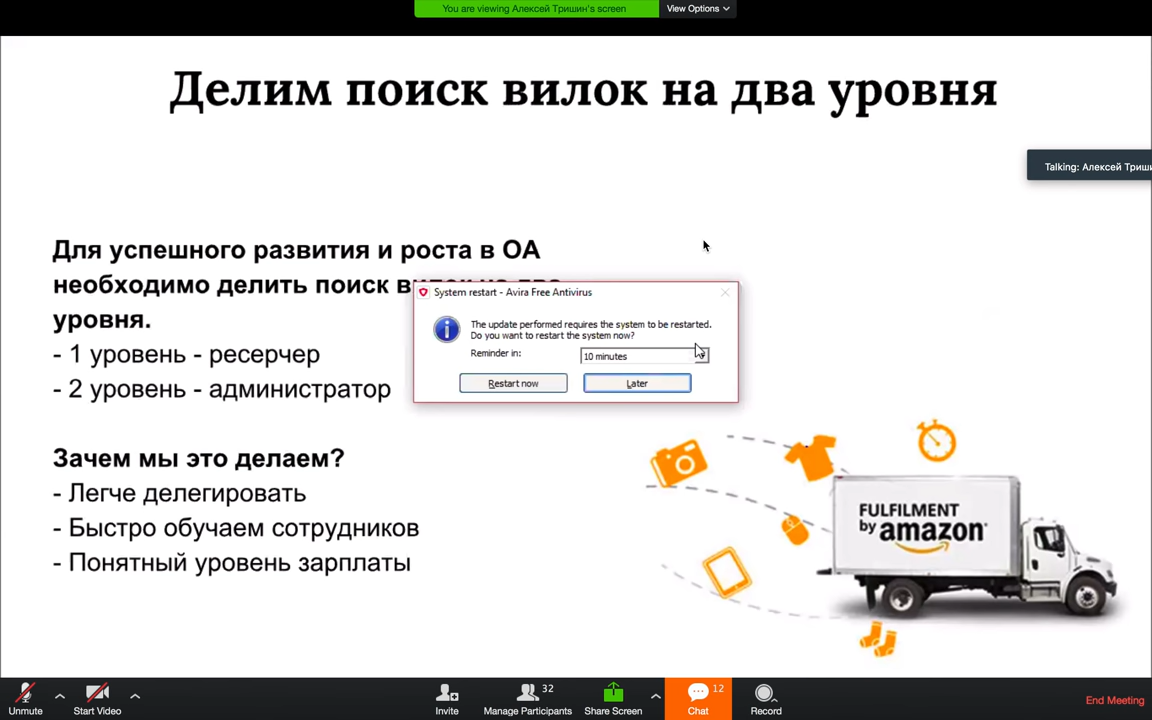 You are viewing Алексей Тришин's screen
View Options
Делим поиск вилок на два уровня
Talking: Алексей Триши
Для успешного развития и роста в ОА
необходимо делить поиск
уровня.
- 1 уровень - ресерчер
- 2 уровень - администратор
System restart - Avira Free Antivirus
The update performed requires the system to be restarted.
Do you want to restart the system now?
Reminder in:
10 minutes
Restart now
Later
Зачем мы это делаем?
- Легче делегировать
- Быстро обучаем сотрудников
- Понятный уровень зарплаты
FULFILMENT
by amazon
Unmute
Start Video
Invite
32
Manage Participants
Share Screen
12
Chat
Record
End Meeting